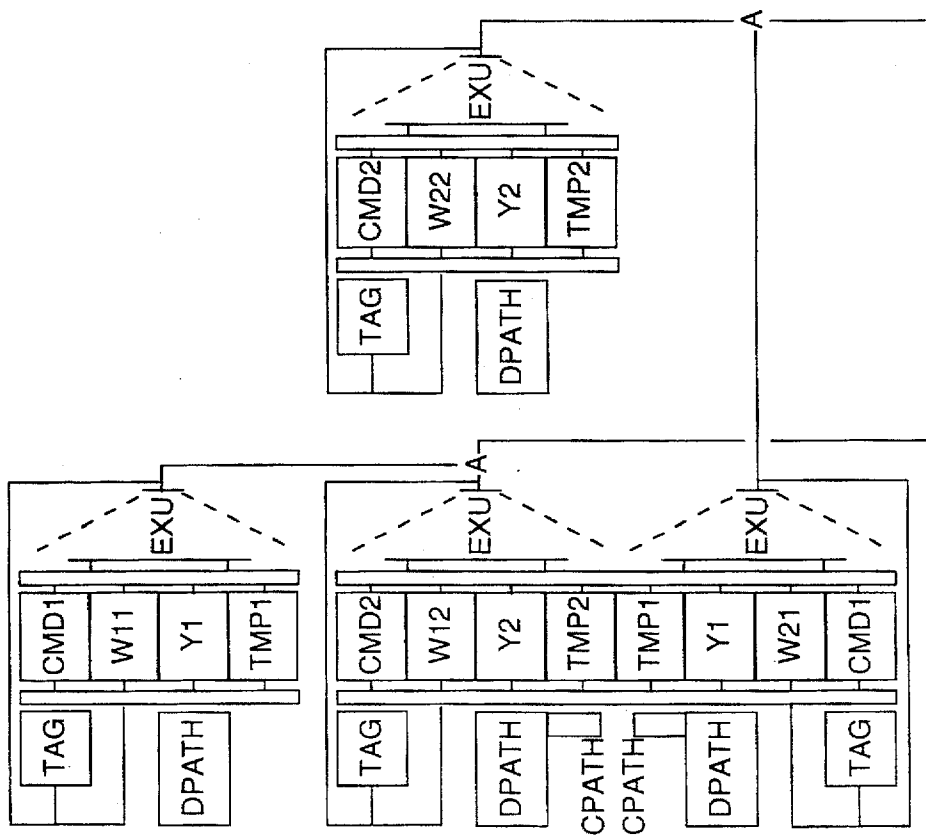 TAG
CMD1
W11
EXU
DPATH
Y1
TMP1
TAG
CMD2
TAG
CMD2
W12
W22
EXU
A
EXU
DPATH
Y2
DPATH
Y2
TMP2
TMP2
CPATH
CPATH
TMP1
DPATH
Y1
EXU
A
W21
TAG
CMD1